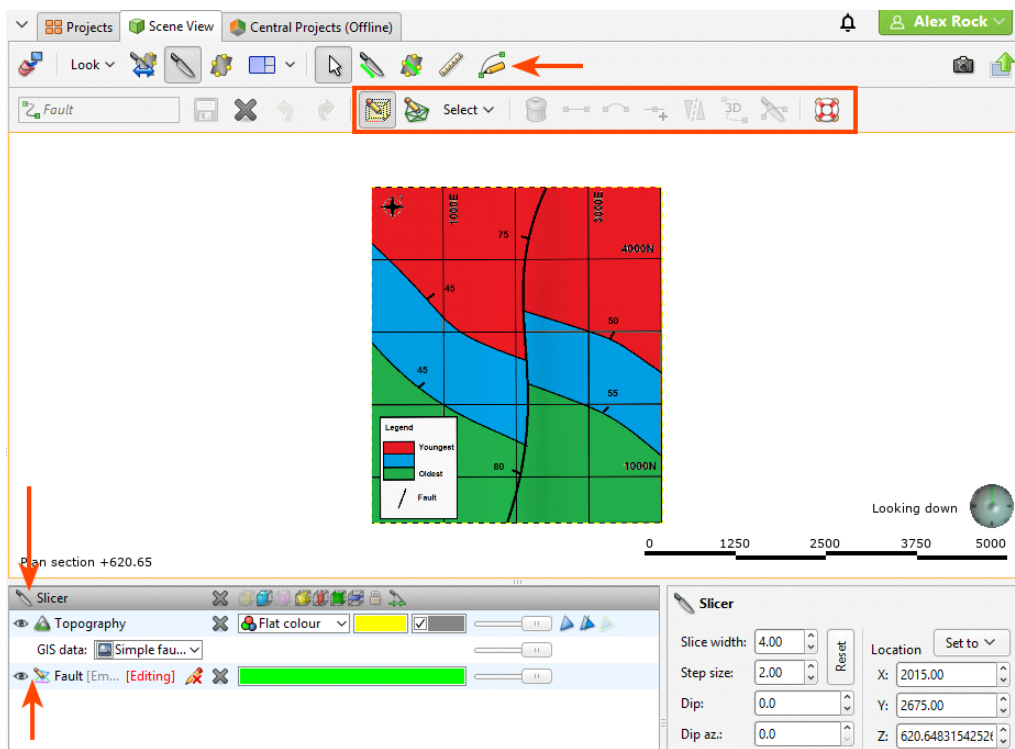 Projects Scene View Central Projects (Offline) Alex Rock
Look
Fault Select 3D
1000E 3000E
75
4000N
45
50
45
55
Legend
Youngest
Oldest
Fault
80 1000N
Looking down
0 1250 2500 3750 5000
Plan section +620.65
Slicer
Topography Flat colour
GIS data: Simple fau...
Fault [Em... [Editing]
Slicer
Slice width: 4.00 Reset Location Set to
Step size: 2.00 X: 2015.00
Dip: 0.0 Y: 2675.00
Dip az.: 0.0 Z: 620.64831542526